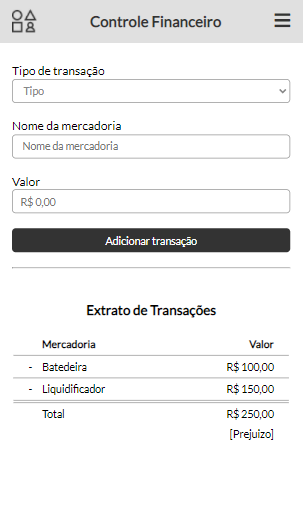 Controle Financeiro
Tipo de transação
Tipo
Nome da mercadoria
Nome da mercadoria
Valor
R$ 0,00
Adicionar transação
Extrato de Transações
Mercadoria Valor
- Batedeira R$ 100,00
- Liquidificador R$ 150,00
Total R$ 250,00
[Prejuizo]